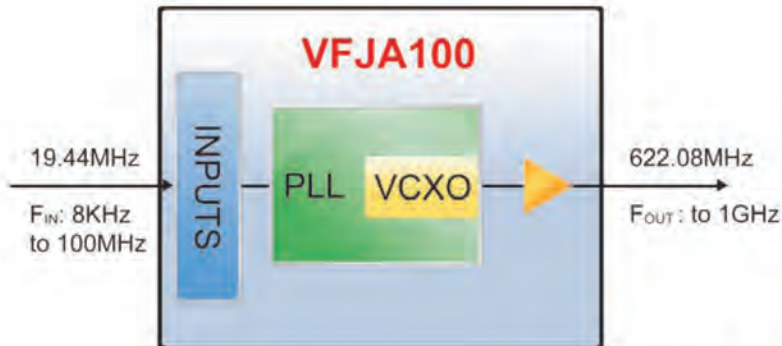 VFJA100
INPUTS
PLL
VCXO
19.44MHz
FIN: 8KHz
to 100MHz
622.08MHz
FOUT : to 1GHz